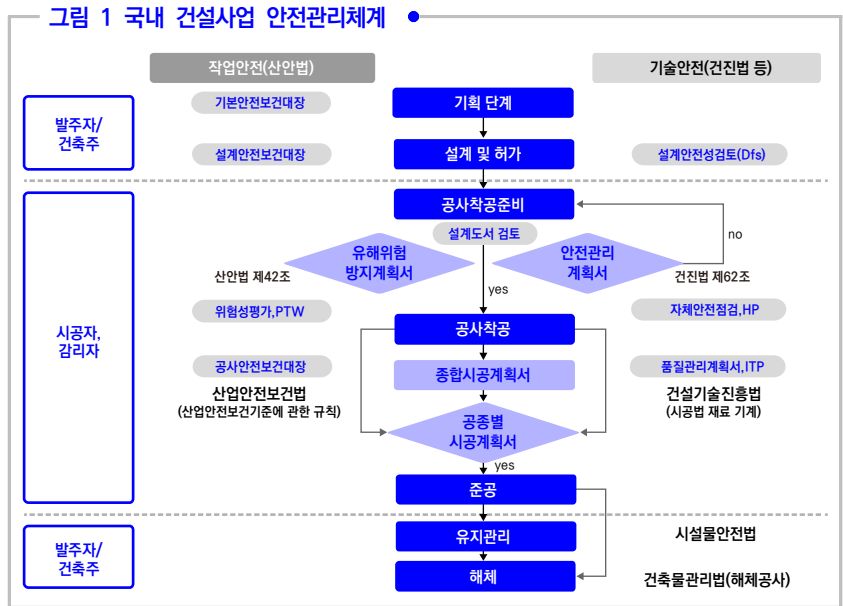 그림 1 국내 건설사업 안전관리체계
작업안전(산안법)
기술안전(건진법 등)
발주자/
건축주
기본안전보건대장
기획 단계
설계안전보건대장
설계 및 허가
설계안전성검토(Dfs)
시공자,
감리자
공사착공준비
설계도서 검토
no
유해위험
방지계획서
안전관리
계획서
산안법 제42조
건진법 제62조
yes
위험성평가,PTW
공사착공
자체안전점검,HP
공사안전보건대장
종합시공계획서
품질관리계획서,ITP
산업안전보건법
(산업안전보건기준에 관한 규칙)
건설기술진흥법
(시공법 재료 기계)
공종별
시공계획서
yes
준공
발주자/
건축주
유지관리
시설물안전법
해체
건축물관리법(해체공사)